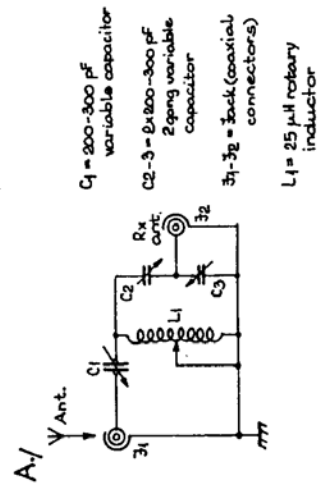 A./
Ant.
C1
J1
L1
C2
C3
Rx
ant.
J2
C1 = 200-300 pF
variable capacitor
C2-3 = 2x200-300 pF
2gang variable
capacitor
J1-J2 = Jack (coaxial
connectors)
L1 = 25 µH rotary
inductor